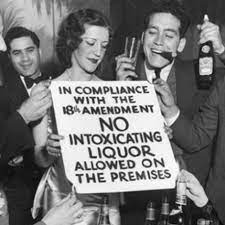 IN COMPLIANCE
WITH THE
18th AMENDMENT
NO
INTOXICATING
LIQUOR
ALLOWED ON
THE PREMISES